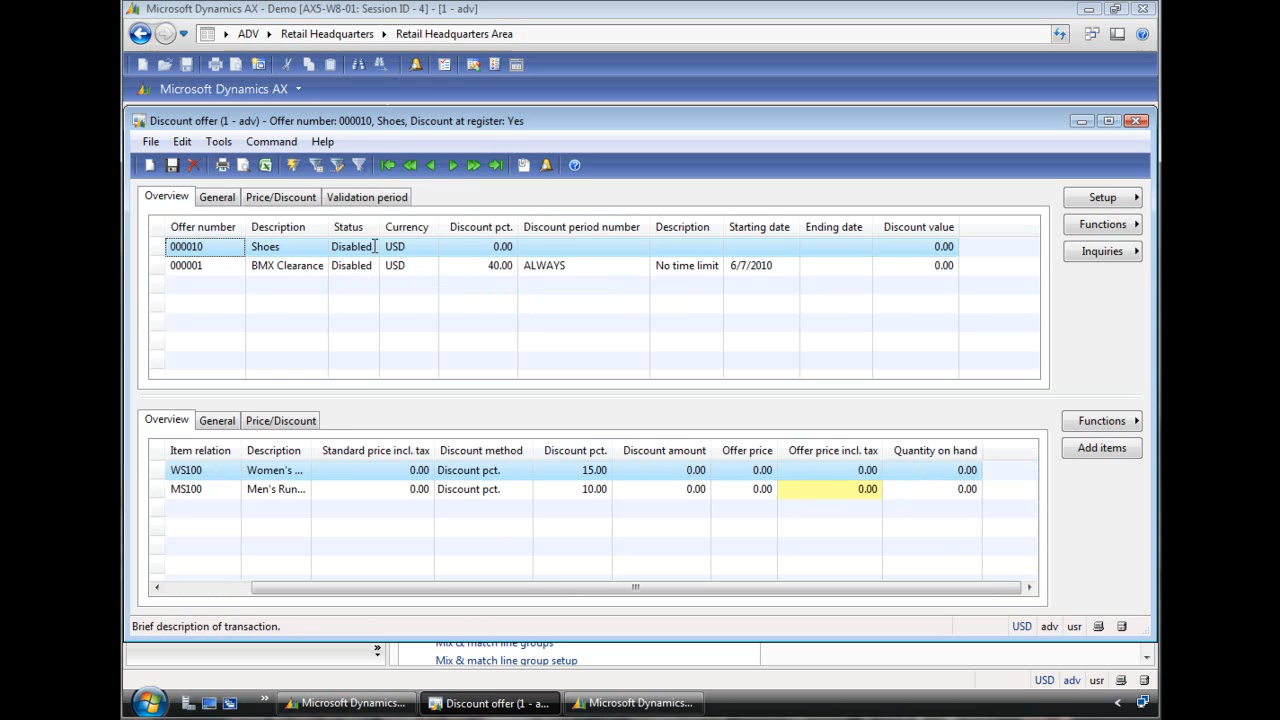 Microsoft Dynamics AX - Demo [AX5-W8-01: Session ID - 4] - [1 - adv]
ADV Retail Headquarters Retail Headquarters Area
Microsoft Dynamics AX
Discount offer (1 - adv) - Offer number: 000010, Shoes, Discount at register: Yes
File Edit Tools Command Help
Overview General Price/Discount Validation period
Setup
Offer number Description Status Currency Discount pct. Discount period number Description Starting date Ending date Discount value
Functions
000010 Shoes Disabled USD 0.00 0.00
Inquiries
000001 BMX Clearance Disabled USD 40.00 ALWAYS No time limit 6/7/2010 0.00
Overview General Price/Discount
Functions
Item relation Description Standard price incl. tax Discount method Discount pct. Discount amount Offer price Offer price incl. tax Quantity on hand
Add items
WS100 Women's ... 0.00 Discount pct. 15.00 0.00 0.00 0.00 0.00
MS100 Men's Run... 0.00 Discount pct. 10.00 0.00 0.00 0.00 0.00
Brief description of transaction.
USD adv usr
Mix & match line groups
Mix & match line group setup
USD adv usr
Microsoft Dynamics... Discount offer (1 - a... Microsoft Dynamics...